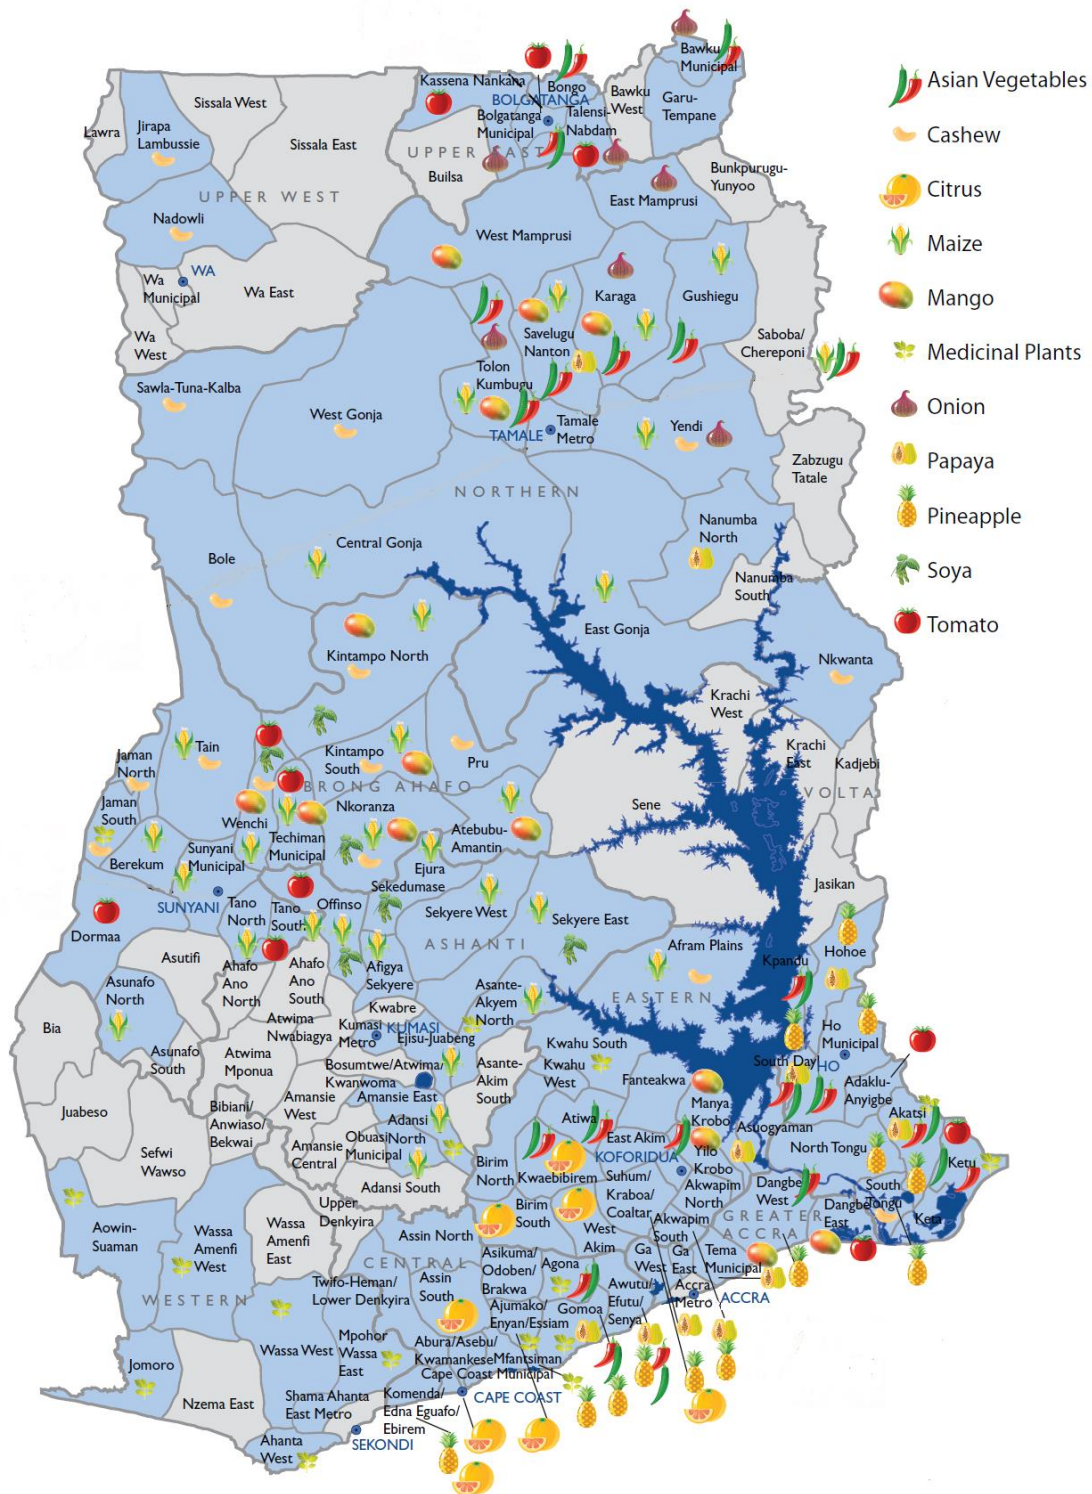 Bawku
Municipal
Kassena Nankana
Bongo
BOLGATANGA
Bawku
West
Garu-
Tempane
Bolgatanga
Municipal
Talensi-
Nabdam
Sissala West
Lawra
Jirapa
Lambussie
Sissala East
UPPER EAST
Builsa
Bunkpurugu-
Yunyoo
UPPER WEST
East Mamprusi
Nadowli
West Mamprusi
WA
Wa
Municipal
Wa East
Karaga
Gushiegu
Wa
West
Savelugu
Nanton
Saboba/
Chereponi
Tolon
Kumbugu
Sawla-Tuna-Kalba
West Gonja
TAMALE
Tamale
Metro
Yendi
Zabzugu
Tatale
NORTHERN
Nanumba
North
Central Gonja
Bole
Nanumba
South
East Gonja
Kintampo North
Nkwanta
Krachi
West
Tain
Jaman
North
Kintampo
South
Pru
Krachi
East
Kadjebi
BRONG AHAFO
VOLTA
Jaman
South
Sene
Wenchi
Nkoranza
Techiman
Municipal
Atebubu-
Amantin
Berekum
Sunyani
Municipal
Ejura
Sekedumase
Jasikan
SUNYANI
Tano
North
Tano
South
Offinso
Sekyere West
Sekyere East
Dormaa
ASHANTI
Afram Plains
Hohoe
Asutifi
Kpandu
Ahafo
Ano
North
Ahafo
Ano
South
Afigya
Sekyere
Asunafo
North
Asante-
Akyem
North
EASTERN
Kwabre
Bia
Atwima
Nwabiagya
Kumasi
Metro
KUMASI
Ejisu-Juabeng
Ho
Municipal
Kwahu South
Asunafo
South
Atwima
Mponua
Bosumtwe/Atwima/
Kwanwoma
Asante-
Akim
South
Kwahu
West
South Dayi
HO
Fanteakwa
Adaklu-
Anyigbe
Amansie
West
Amansie East
Juabeso
Bibiani/
Anwiaso/
Bekwai
Manya
Krobo
Adansi
North
Atiwa
Asuogyaman
Akatsi
Obuasi
Municipal
East Akim
Amansie
Central
KOFORIDUA
Yilo
Krobo
North Tongu
Sefwi
Wawso
Birim
North
Kwaebibirem
Suhum/
Kraboa/
Coaltar
Ketu
Adansi South
Akwapim
North
Dangbe
West
South
Tongu
Upper
Denkyira
Birim
South
Dangbe
East
Keta
Aowin-
Suaman
Wassa
Amenfi
West
Wassa
Amenfi
East
Assin North
West
Akim
Akwapim
South
GREATER
ACCRA
CENTRAL
Asikuma/
Odoben/
Brakwa
Agona
Ga
West
Ga
East
Tema
Municipal
Twifo-Heman/
Lower Denkyira
Assin
South
Awutu/
Efutu/
Senya
Accra
Metro
ACCRA
WESTERN
Ajumako/
Enyan/Essiam
Gomoa
Wassa West
Mpohor
Wassa
East
Abura/Asebu/
Kwamankese
Mfantsiman
Jomoro
Cape Coast Municipal
CAPE COAST
Nzema East
Shama Ahanta
East Metro
Komenda/
Edna Eguafo/
Ebirem
Ahanta
West
SEKONDI
Asian Vegetables
Cashew
Citrus
Maize
Mango
Medicinal Plants
Onion
Papaya
Pineapple
Soya
Tomato